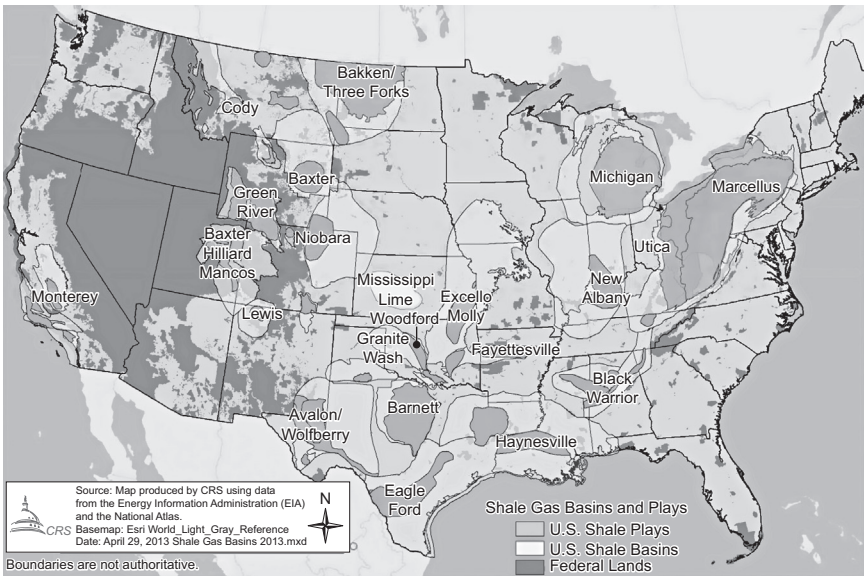 Bakken/
Three Forks
Cody
Michigan
Marcellus
Baxter
Green
River
Utica
Niobara
Baxter
Hilliard
Mancos
New
Albany
Monterey
Mississippi
Lime
Excello
Molly
Lewis
Woodford
Granite
Wash
Fayettesville
Black
Warrior
Avalon/
Wolfberry
Barnett
Haynesville
Eagle
Ford
Source: Map produced by CRS using data
from the Energy Information Administration (EIA)
and the National Atlas.
Basemap: Esri World_Light_Gray_Reference
Date: April 29, 2013 Shale Gas Basins 2013.mxd
CRS
N
Boundaries are not authoritative.
Shale Gas Basins and Plays
U.S. Shale Plays
U.S. Shale Basins
Federal Lands